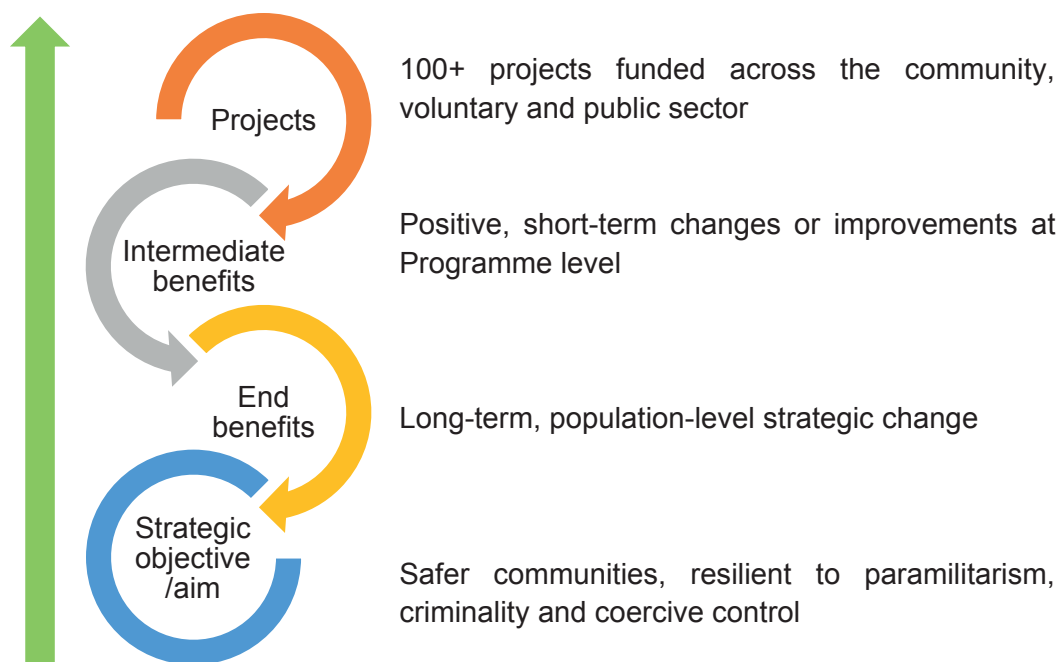 Projects
100+ projects funded across the community,
voluntary and public sector
Intermediate
benefits
Positive, short-term changes or improvements at
Programme level
End
benefits
Long-term, population-level strategic change
Strategic
objective
/aim
Safer communities, resilient to paramilitarism,
criminality and coercive control